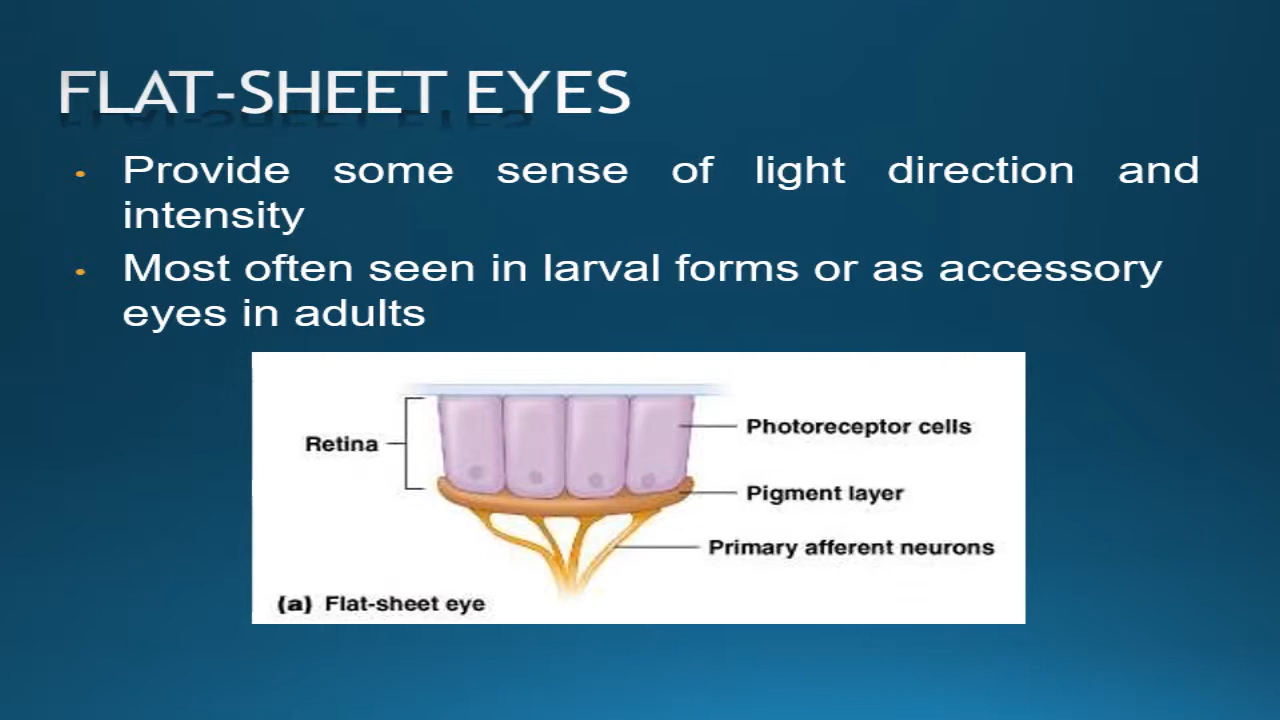 FLAT-SHEET EYES
• Provide some sense of light direction and
intensity
• Most often seen in larval forms or as accessory
eyes in adults
Retina
Photoreceptor cells
Pigment layer
Primary afferent neurons
(a) Flat-sheet eye